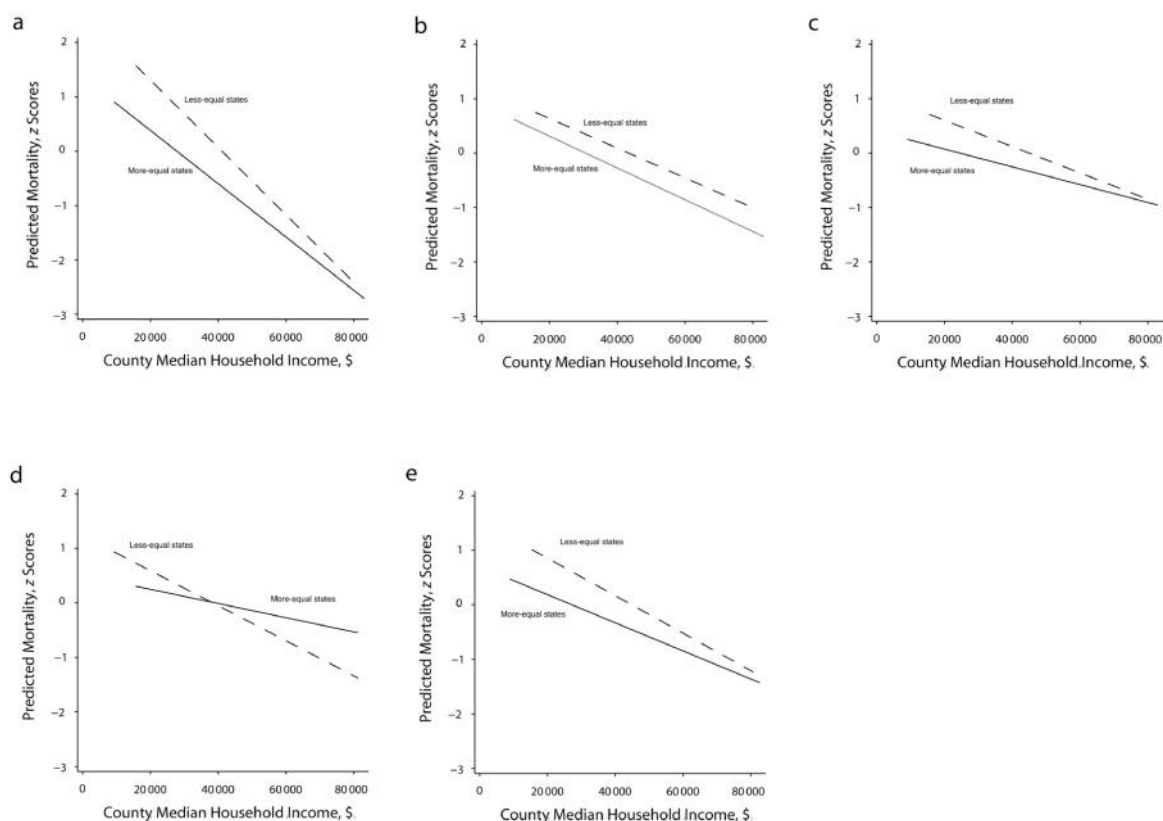 a
2
1
0
−1
−2
−3
Predicted Mortality, z Scores
Less-equal states
More-equal states
0 20 000 40 000 60 000 80 000
County Median Household Income, $
b
2
1
0
−1
−2
−3
Predicted Mortality, z Scores
Less-equal states
More-equal states
0 20 000 40 000 60 000 80 000
County Median Household Income, $
c
2
1
0
−1
−2
−3
Predicted Mortality, z Scores
Less-equal states
More-equal states
0 20 000 40 000 60 000 80 000
County Median Household Income, $
d
2
1
0
−1
−2
−3
Predicted Mortality, z Scores
Less-equal states
More-equal states
0 20 000 40 000 60 000 80 000
County Median Household Income, $
e
2
1
0
−1
−2
−3
Predicted Mortality, z Scores
Less-equal states
More-equal states
0 20 000 40 000 60 000 80 000
County Median Household Income, $